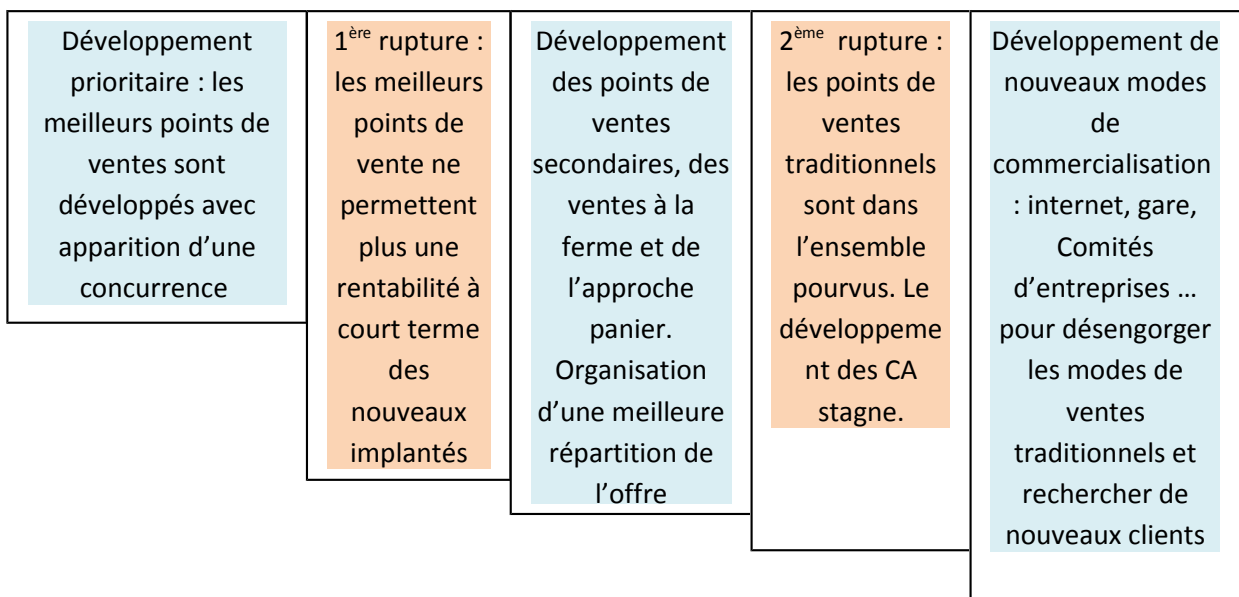 Développement
prioritaire : les
meilleurs points de
ventes sont
développés avec
apparition d’une
concurrence
1ère rupture :
les meilleurs
points de
vente ne
permettent
plus une
rentabilité à
court terme
des
nouveaux
implantés
Développement
des points de
ventes
secondaires, des
ventes à la
ferme et de
l’approche
panier.
Organisation
d’une meilleure
répartition de
l’offre
2ème rupture :
les points de
ventes
traditionnels
sont dans
l’ensemble
pourvus. Le
développeme
nt des CA
stagne.
Développement de
nouveaux modes
de
commercialisation
: internet, gare,
Comités
d’entreprises …
pour désengorger
les modes de
ventes
traditionnels et
rechercher de
nouveaux clients